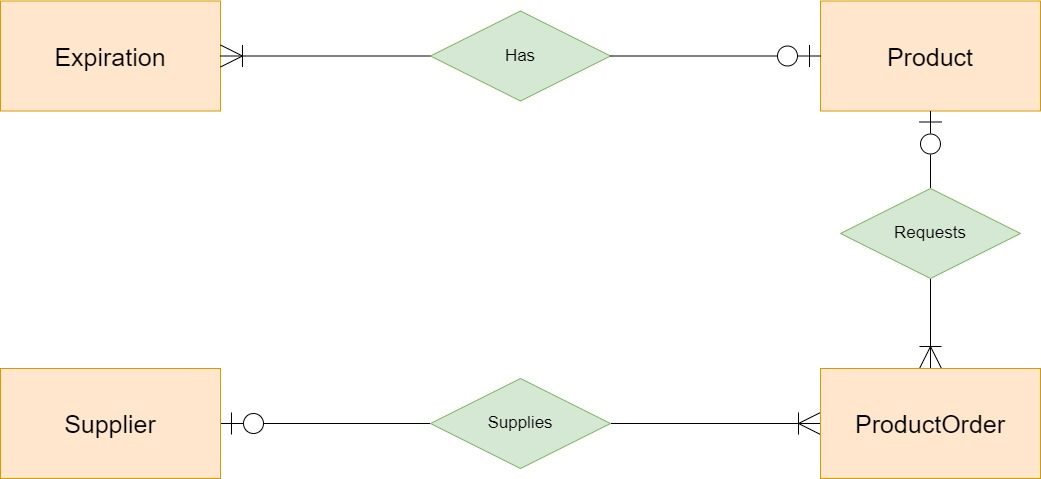 Expiration
Has
Product
Requests
Supplier
Supplies
ProductOrder